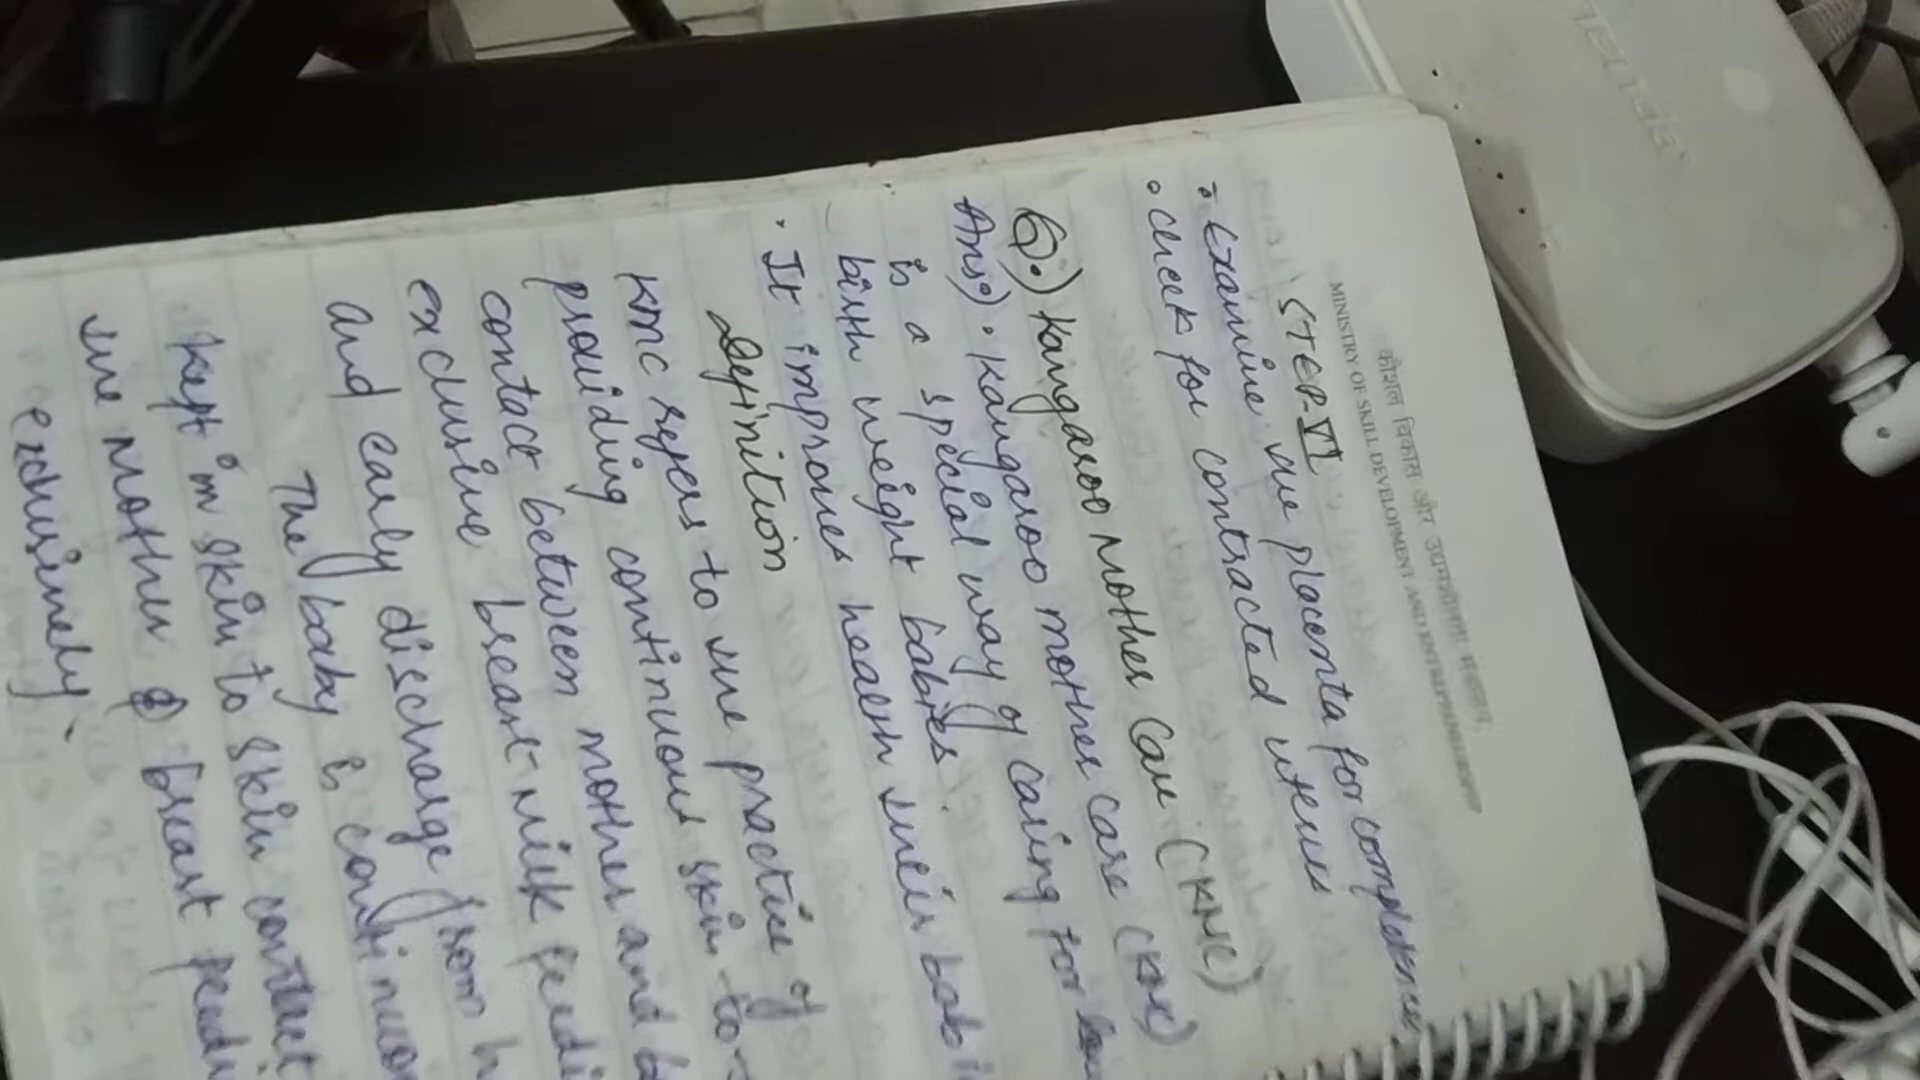 कौशल विकास और उद्यमशीलता मंत्रालय
MINISTRY OF SKILL DEVELOPMENT AND ENTREPRENEURSHIP
STEP-VI
• Examine the placenta for completeness
• check for contracted uterus
Q.) Kangaroo Mother Care (KMC)
Ans.) • Kangaroo mother care (KMC)
is a special way of caring for
birth weight babies.
• It improves health their
Definition
KMC refers to the practice of
providing continuous skin-to-
contact between mother and
exclusive breast milk
and early discharge from
The baby is
kept in skin to skin contact
the mother & breast
exclusively.
Tenda